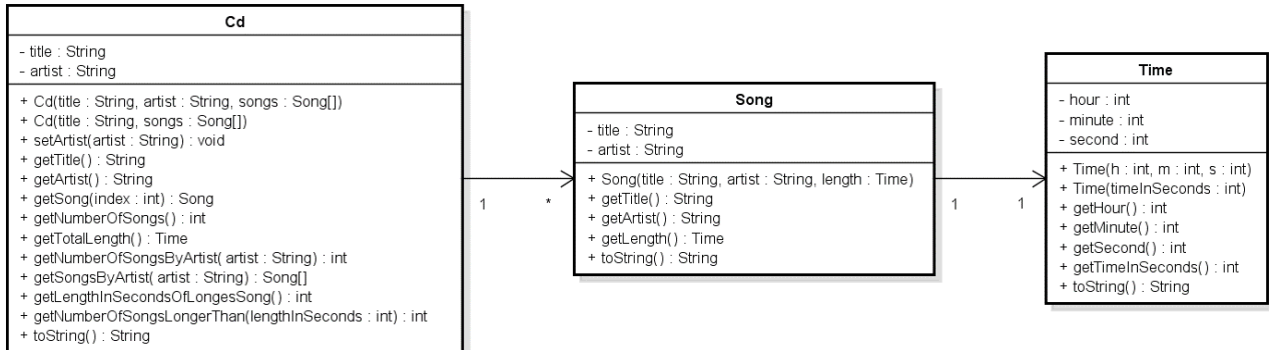 Cd
- title : String
- artist : String
+ Cd(title : String, artist : String, songs : Song[])
+ Cd(title : String, songs : Song[])
+ setArtist(artist : String) : void
+ getTitle() : String
+ getArtist() : String
+ getSong(index : int) : Song
+ getNumberOfSongs() : int
+ getTotalLength() : Time
+ getNumberOfSongsByArtist( artist : String) : int
+ getSongsByArtist( artist : String) : Song[]
+ getLengthInSecondsOfLongesSong() : int
+ getNumberOfSongsLongerThan(lengthInSeconds : int) : int
+ toString() : String
1
*
Song
- title : String
- artist : String
+ Song(title : String, artist : String, length : Time)
+ getTitle() : String
+ getArtist() : String
+ getLength() : Time
+ toString() : String
1
1
Time
- hour : int
- minute : int
- second : int
+ Time(h : int, m : int, s : int)
+ Time(timeInSeconds : int)
+ getHour() : int
+ getMinute() : int
+ getSecond() : int
+ getTimeInSeconds() : int
+ toString() : String